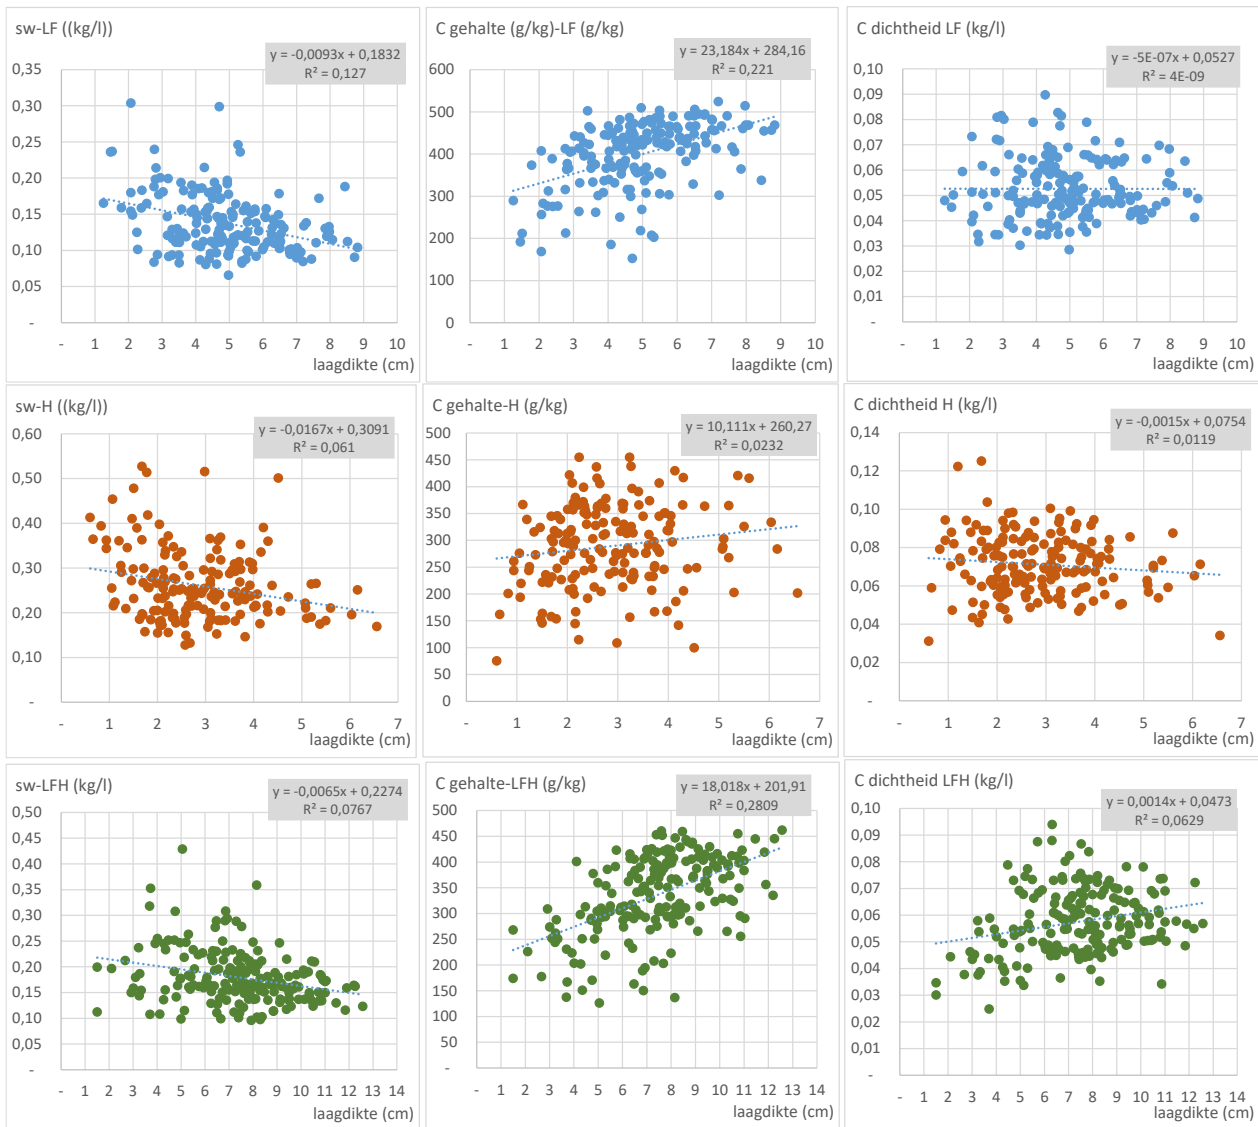 sw-LF ((kg/l))
y = -0,0093x + 0,1832
R² = 0,127
0,35
0,30
0,25
0,20
0,15
0,10
0,05
-
- 1 2 3 4 5 6 7 8 9 10
laagdikte (cm)
C gehalte (g/kg)-LF (g/kg)
y = 23,184x + 284,16
R² = 0,221
600
500
400
300
200
100
0
- 1 2 3 4 5 6 7 8 9 10
laagdikte (cm)
C dichtheid LF (kg/l)
y = -5E-07x + 0,0527
R² = 4E-09
0,10
0,09
0,08
0,07
0,06
0,05
0,04
0,03
0,02
0,01
-
- 1 2 3 4 5 6 7 8 9 10
laagdikte (cm)
sw-H ((kg/l))
y = -0,0167x + 0,3091
R² = 0,061
0,60
0,50
0,40
0,30
0,20
0,10
-
- 1 2 3 4 5 6 7
laagdikte (cm)
C gehalte-H (g/kg)
y = 10,111x + 260,27
R² = 0,0232
500
450
400
350
300
250
200
150
100
50
0
- 1 2 3 4 5 6 7
laagdikte (cm)
C dichtheid H (kg/l)
y = -0,0015x + 0,0754
R² = 0,0119
0,14
0,12
0,10
0,08
0,06
0,04
0,02
-
- 1 2 3 4 5 6 7
laagdikte (cm)
sw-LFH (kg/l)
y = -0,0065x + 0,2274
R² = 0,0767
0,50
0,45
0,40
0,35
0,30
0,25
0,20
0,15
0,10
0,05
-
- 1 2 3 4 5 6 7 8 9 10 11 12 13 14
laagdikte (cm)
C gehalte-LFH (g/kg)
y = 18,018x + 201,91
R² = 0,2809
500
450
400
350
300
250
200
150
100
50
0
- 1 2 3 4 5 6 7 8 9 10 11 12 13 14
laagdikte (cm)
C dichtheid LFH (kg/l)
y = 0,0014x + 0,0473
R² = 0,0629
0,10
0,09
0,08
0,07
0,06
0,05
0,04
0,03
0,02
0,01
-
- 1 2 3 4 5 6 7 8 9 10 11 12 13 14
laagdikte (cm)